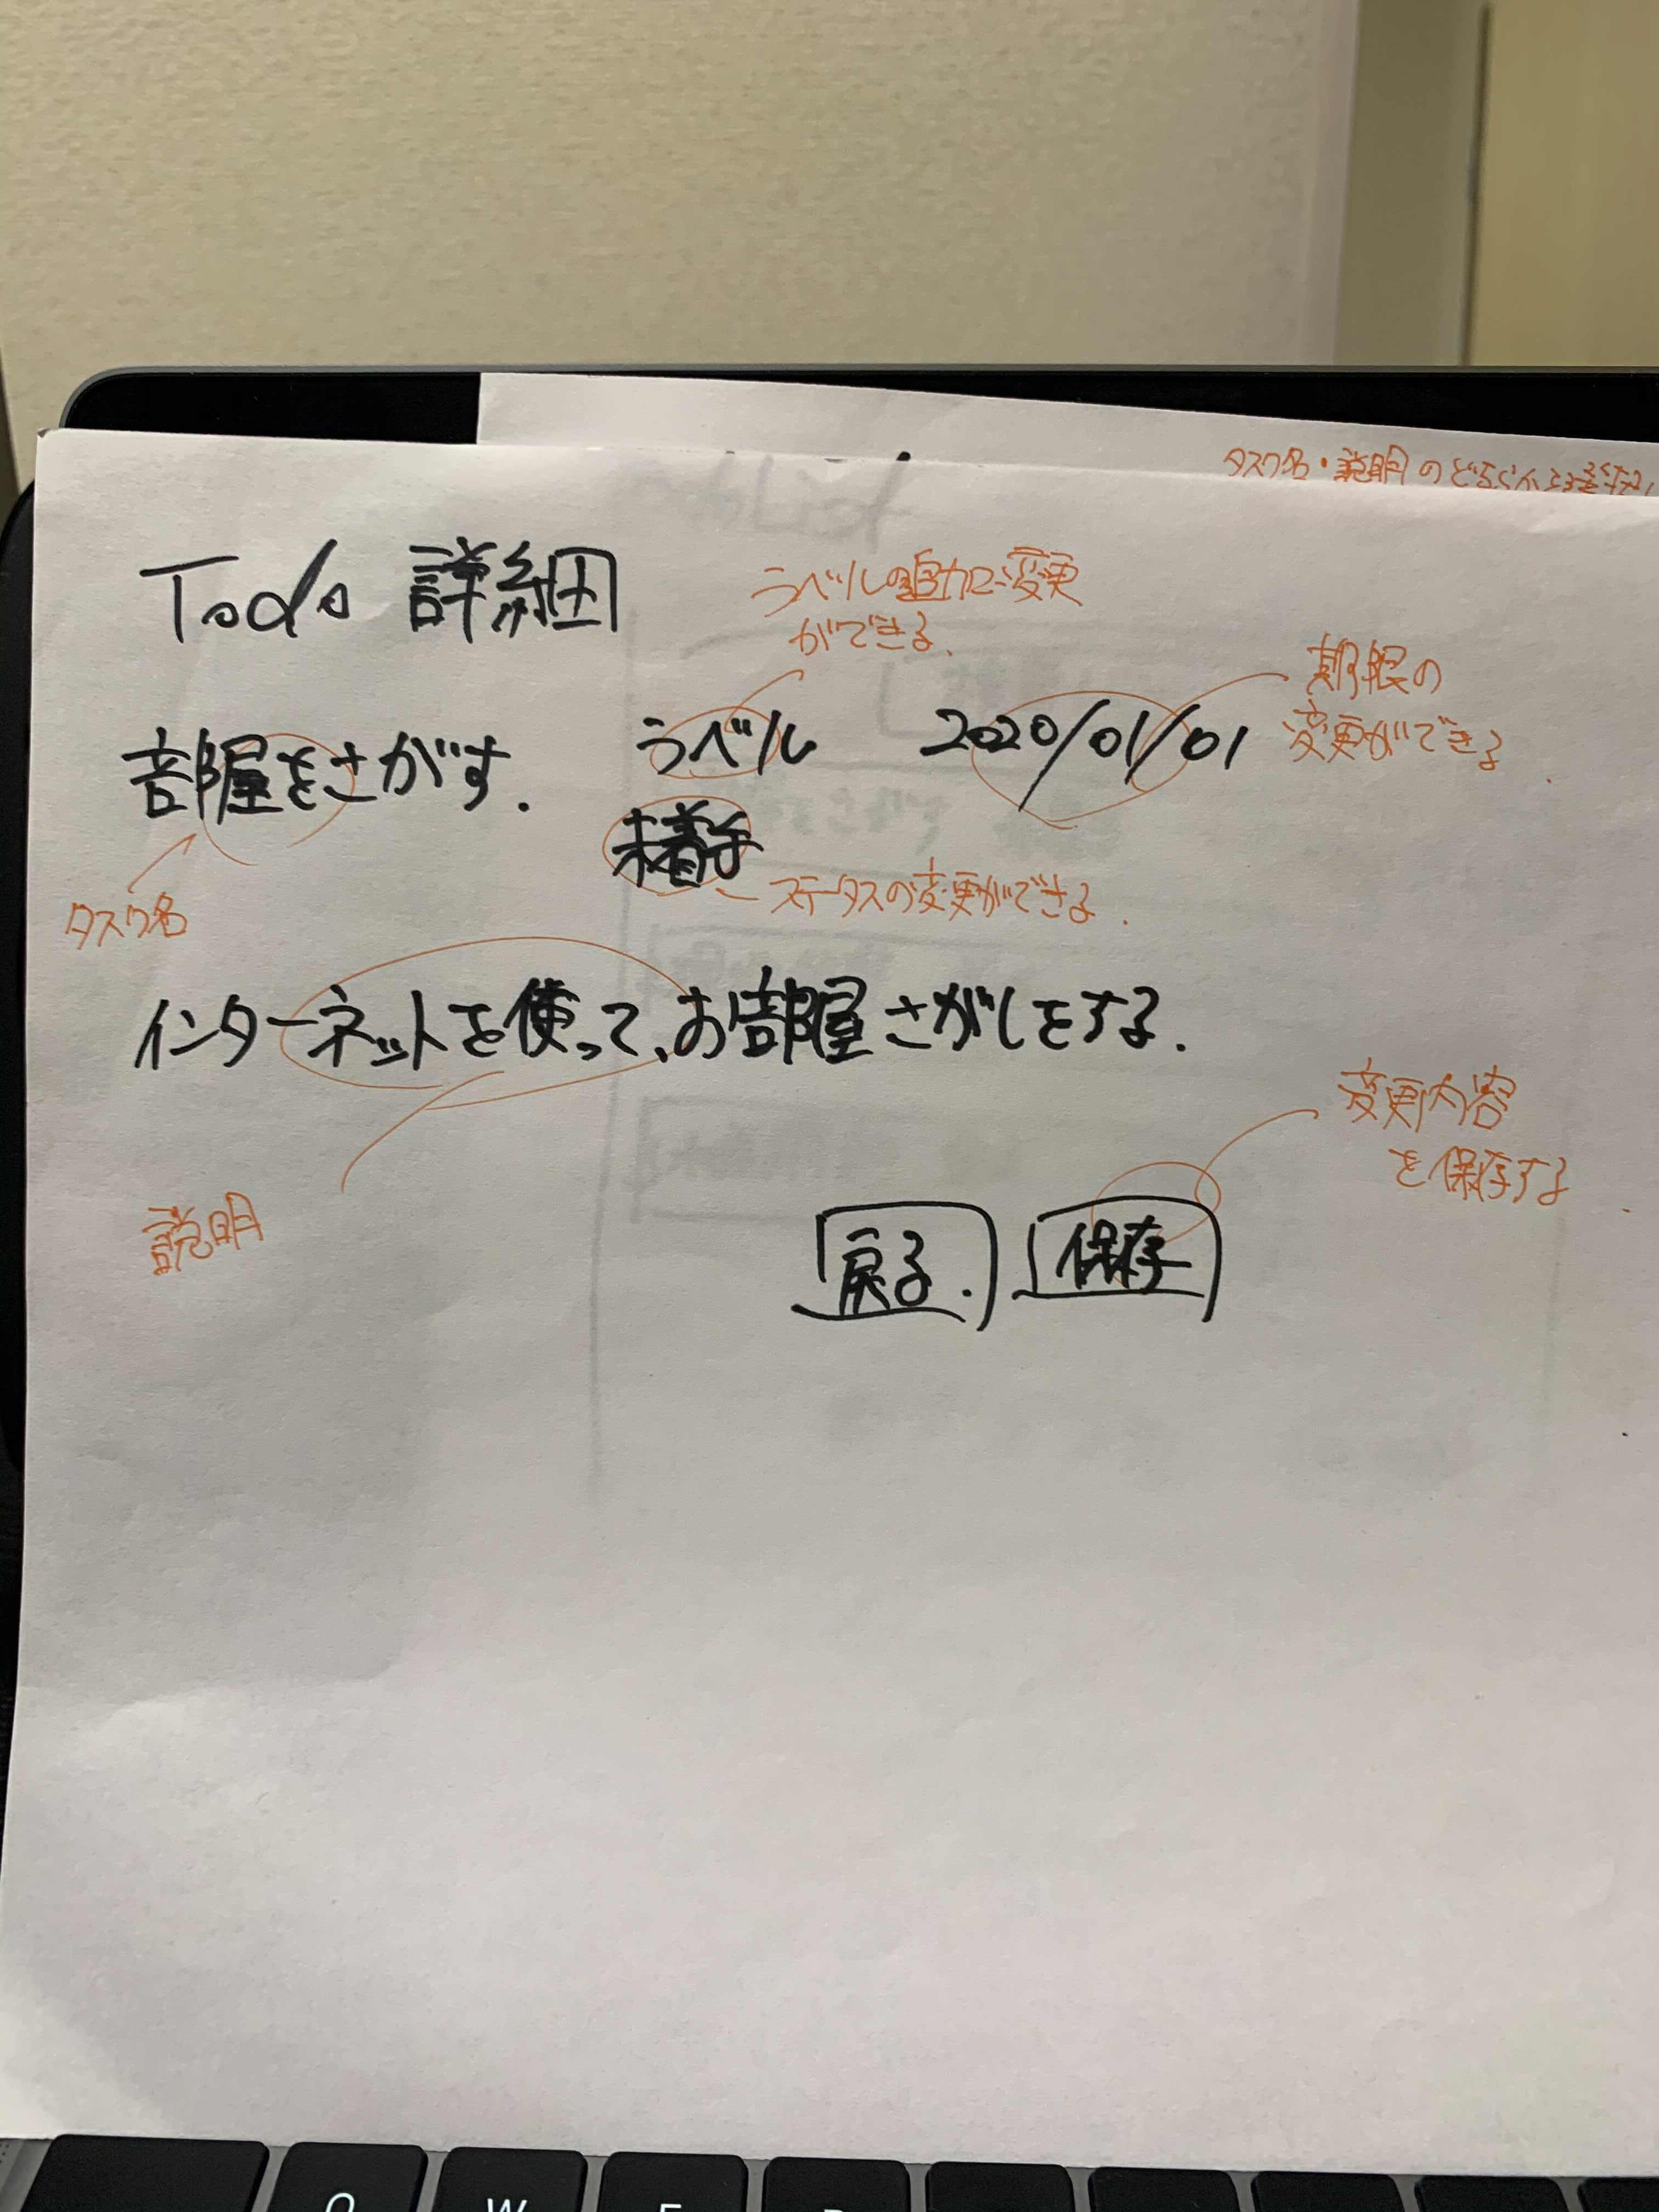 タスク名・説明のどちらか
Todo 詳細
ラベルの追加・変更
ができる.
期限の
変更ができる.
部屋をさがす.
ラベル
2020/01/01
未着手
ステータスの変更ができる.
タスク名
インターネットを使って、お部屋さがしをする.
変更内容
を保存する.
説明
戻る.
保存
Q W E R